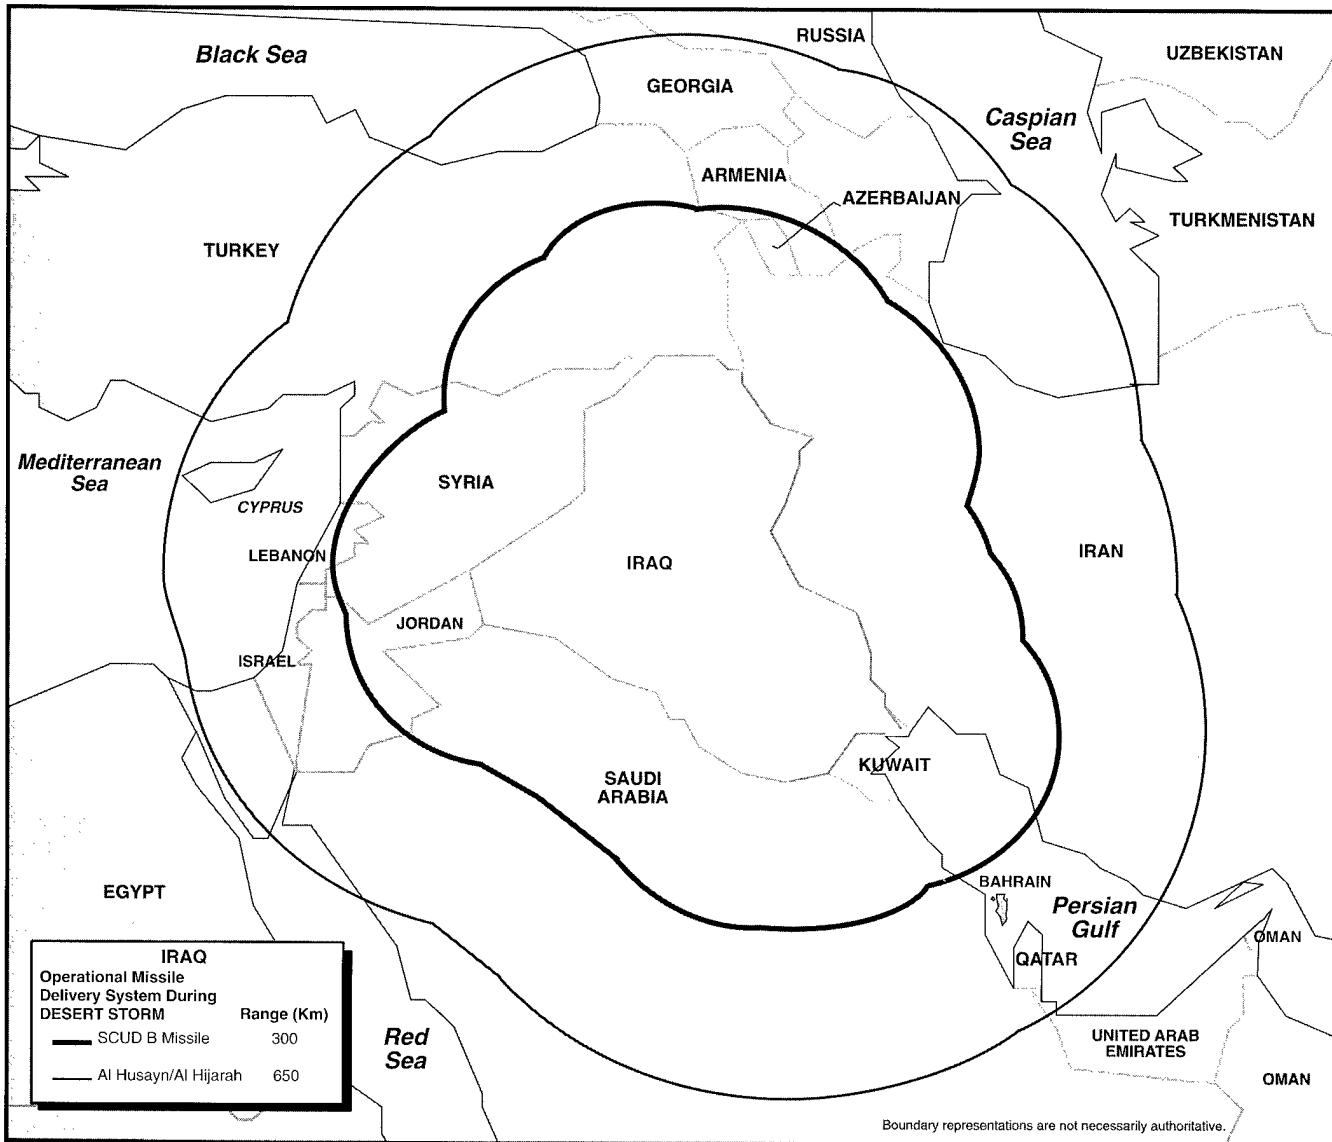 RUSSIA
Black Sea
UZBEKISTAN
GEORGIA
Caspian
Sea
ARMENIA
AZERBAIJAN
TURKMENISTAN
TURKEY
Mediterranean
Sea
SYRIA
CYPRUS
LEBANON
IRAQ
IRAN
JORDAN
ISRAEL
KUWAIT
SAUDI
ARABIA
EGYPT
BAHRAIN
Persian
Gulf
OMAN
QATAR
Red
Sea
UNITED ARAB
EMIRATES
OMAN
IRAQ
Operational Missile
Delivery System During
DESERT STORM Range (Km)
SCUD B Missile 300
Al Husayn/Al Hijarah 650
Boundary representations are not necessarily authoritative.